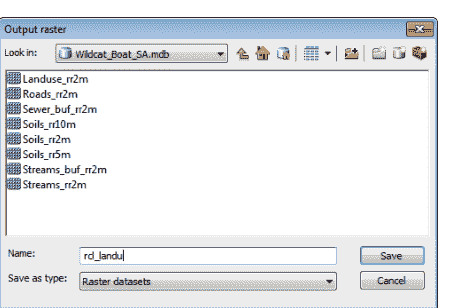 Output raster
Look in: Wildcat_Boat_SA.mdb
Landuse_rr2m
Roads_rr2m
Sewer_buf_rr2m
Soils_rr10m
Soils_rr2m
Soils_rr5m
Streams_buf_rr2m
Streams_rr2m
Name: rcl_landu Save
Save as type: Raster datasets Cancel